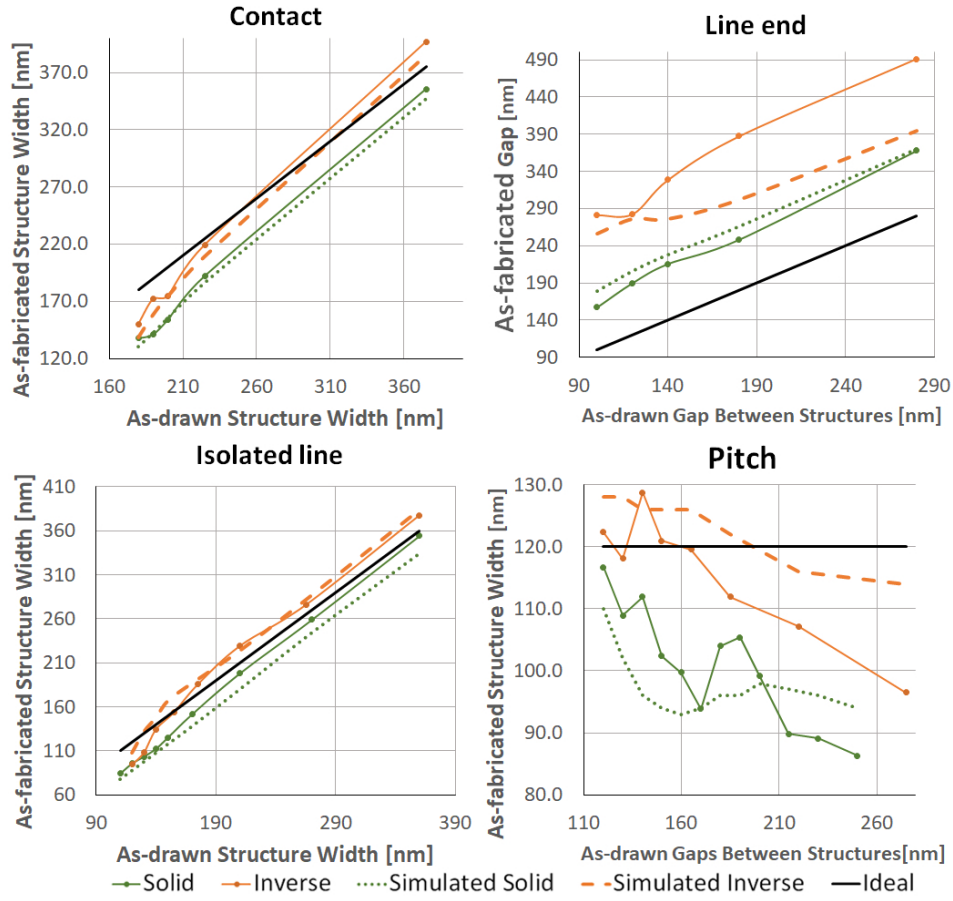 Contact
As-fabricated Structure Width [nm]
370.0
320.0
270.0
220.0
170.0
120.0
160 210 260 310 360
As-drawn Structure Width [nm]
Line end
As-fabricated Gap [nm]
490
440
390
340
290
240
190
140
90
90 140 190 240 290
As-drawn Gap Between Structures [nm]
Isolated line
As-fabricated Structure Width [nm]
410
360
310
260
210
160
110
60
90 190 290 390
As-drawn Structure Width [nm]
Pitch
As-fabricated Structure Width [nm]
130.0
120.0
110.0
100.0
90.0
80.0
110 160 210 260
As-drawn Gaps Between Structures[nm]
Solid Inverse Simulated Solid Simulated Inverse Ideal